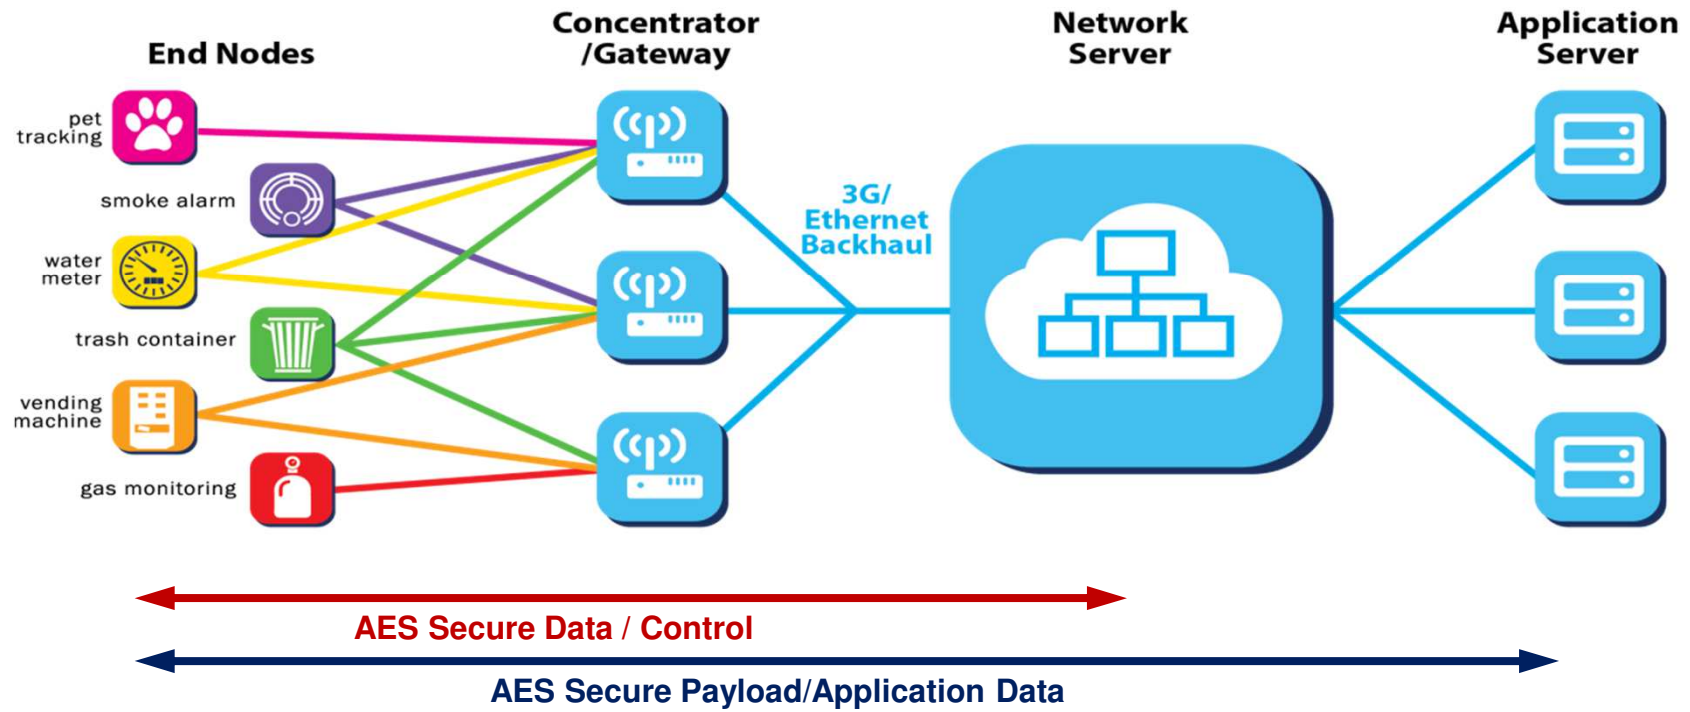 End Nodes
Concentrator
/Gateway
Network
Server
Application
Server
pet
tracking
smoke alarm
water
meter
trash container
vending
machine
gas monitoring
3G/
Ethernet
Backhaul
AES Secure Data / Control
AES Secure Payload/Application Data